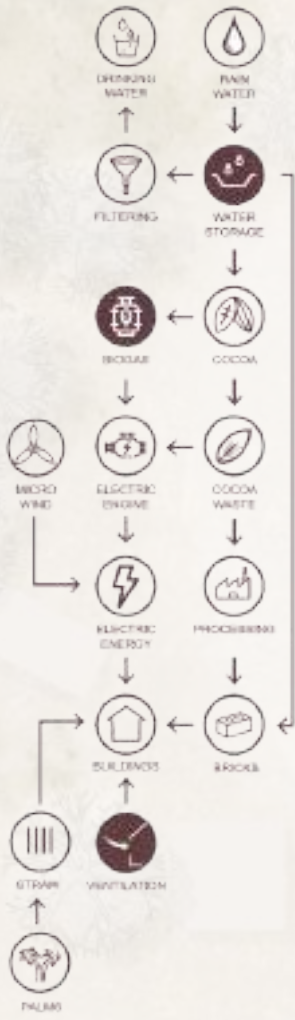 DRINKING
WATER
RAIN
WATER
FILTERING
WATER
STORAGE
BIOGAS
COCOA
MICRO
WIND
ELECTRIC
ENGINE
COCOA
WASTE
ELECTRIC
ENERGY
PROCESSING
BUILDINGS
BRICKS
STRAW
VENTILATION
PALMS